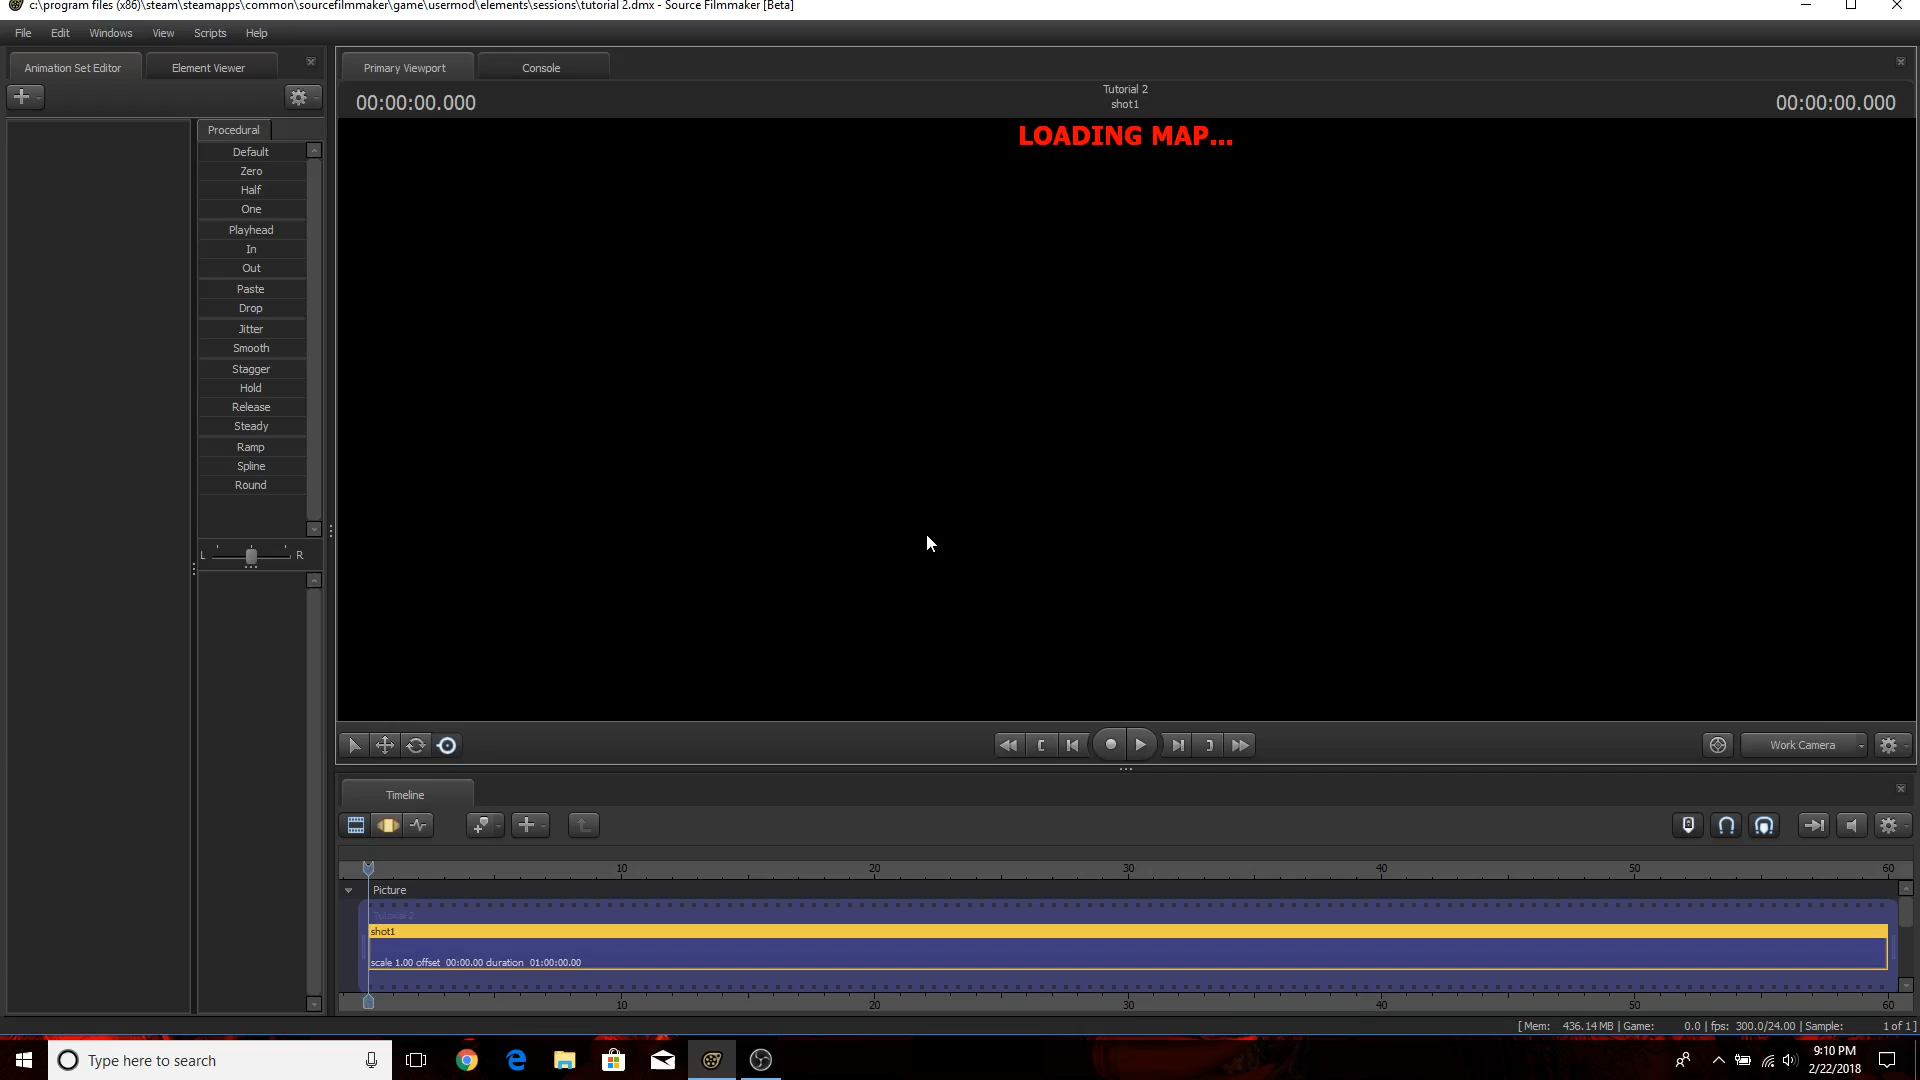 c:\program files (x86)\steam\steamapps\common\sourcefilmmaker\game\usermod\elements\sessions\tutorial 2.dmx - Source Filmmaker [Beta]
File Edit Windows View Scripts Help
Animation Set Editor Element Viewer
Primary Viewport Console
00:00:00.000
Tutorial 2
shot1
00:00:00.000
LOADING MAP...
Procedural
Default
Zero
Half
One
Playhead
In
Out
Paste
Drop
Jitter
Smooth
Stagger
Hold
Release
Steady
Ramp
Spline
Round
L R
Work Camera
Timeline
10 20 30 40 50 60
Picture
Tutorial 2
shot1
scale 1.00 offset 00:00.00 duration 01:00:00.00
10 20 30 40 50 60
[ Mem: 436.14 MB | Game: 0.0 | fps: 300.0/24.00 | Sample: 1 of 1 ]
Type here to search
9:10 PM
2/22/2018